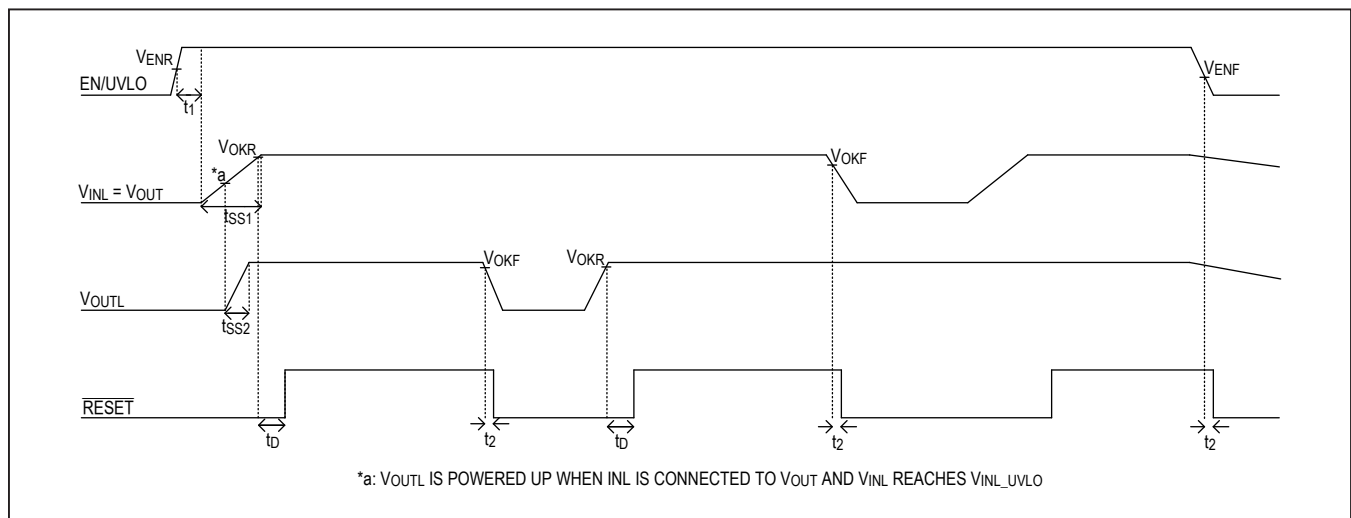 VENR
VENF
EN/UVLO
t1
VOKR
VOKF
*a
VINL = VOUT
tSS1
VOKF
VOKR
VOUTL
tSS2
RESET
tD
t2
tD
t2
t2
*a: VOUTL IS POWERED UP WHEN INL IS CONNECTED TO VOUT AND VINL REACHES VINL_UVLO